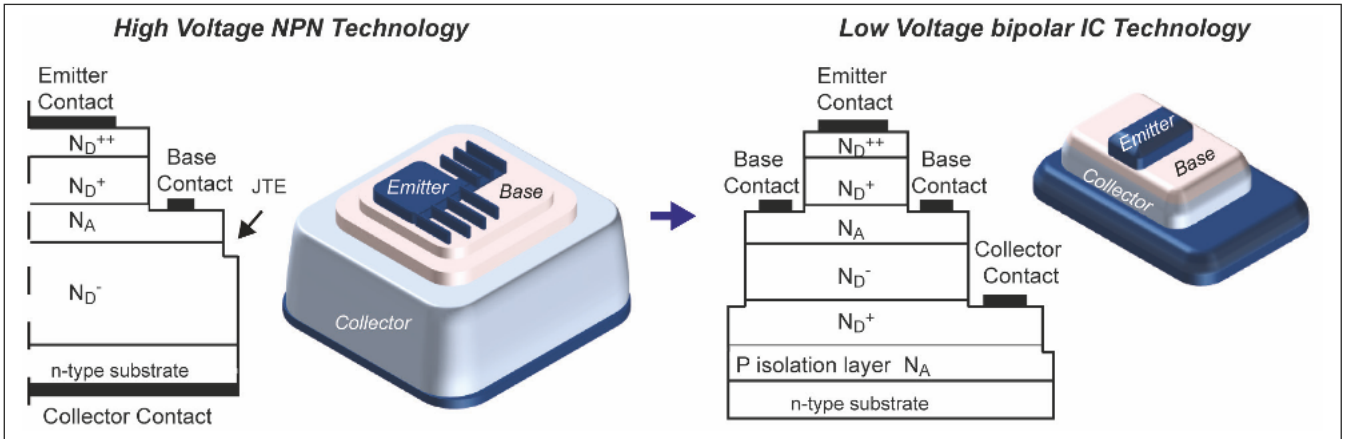 High Voltage NPN Technology
Emitter
Contact
N_D^++
Base
Contact
JTE
N_D^+
N_A
N_D^-
n-type substrate
Collector Contact
Emitter
Base
Collector
Low Voltage bipolar IC Technology
Emitter
Contact
N_D^++
Base
Contact
Base
Contact
N_D^+
N_A
Collector
Contact
N_D^-
N_D^+
P isolation layer N_A
n-type substrate
Emitter
Base
Collector